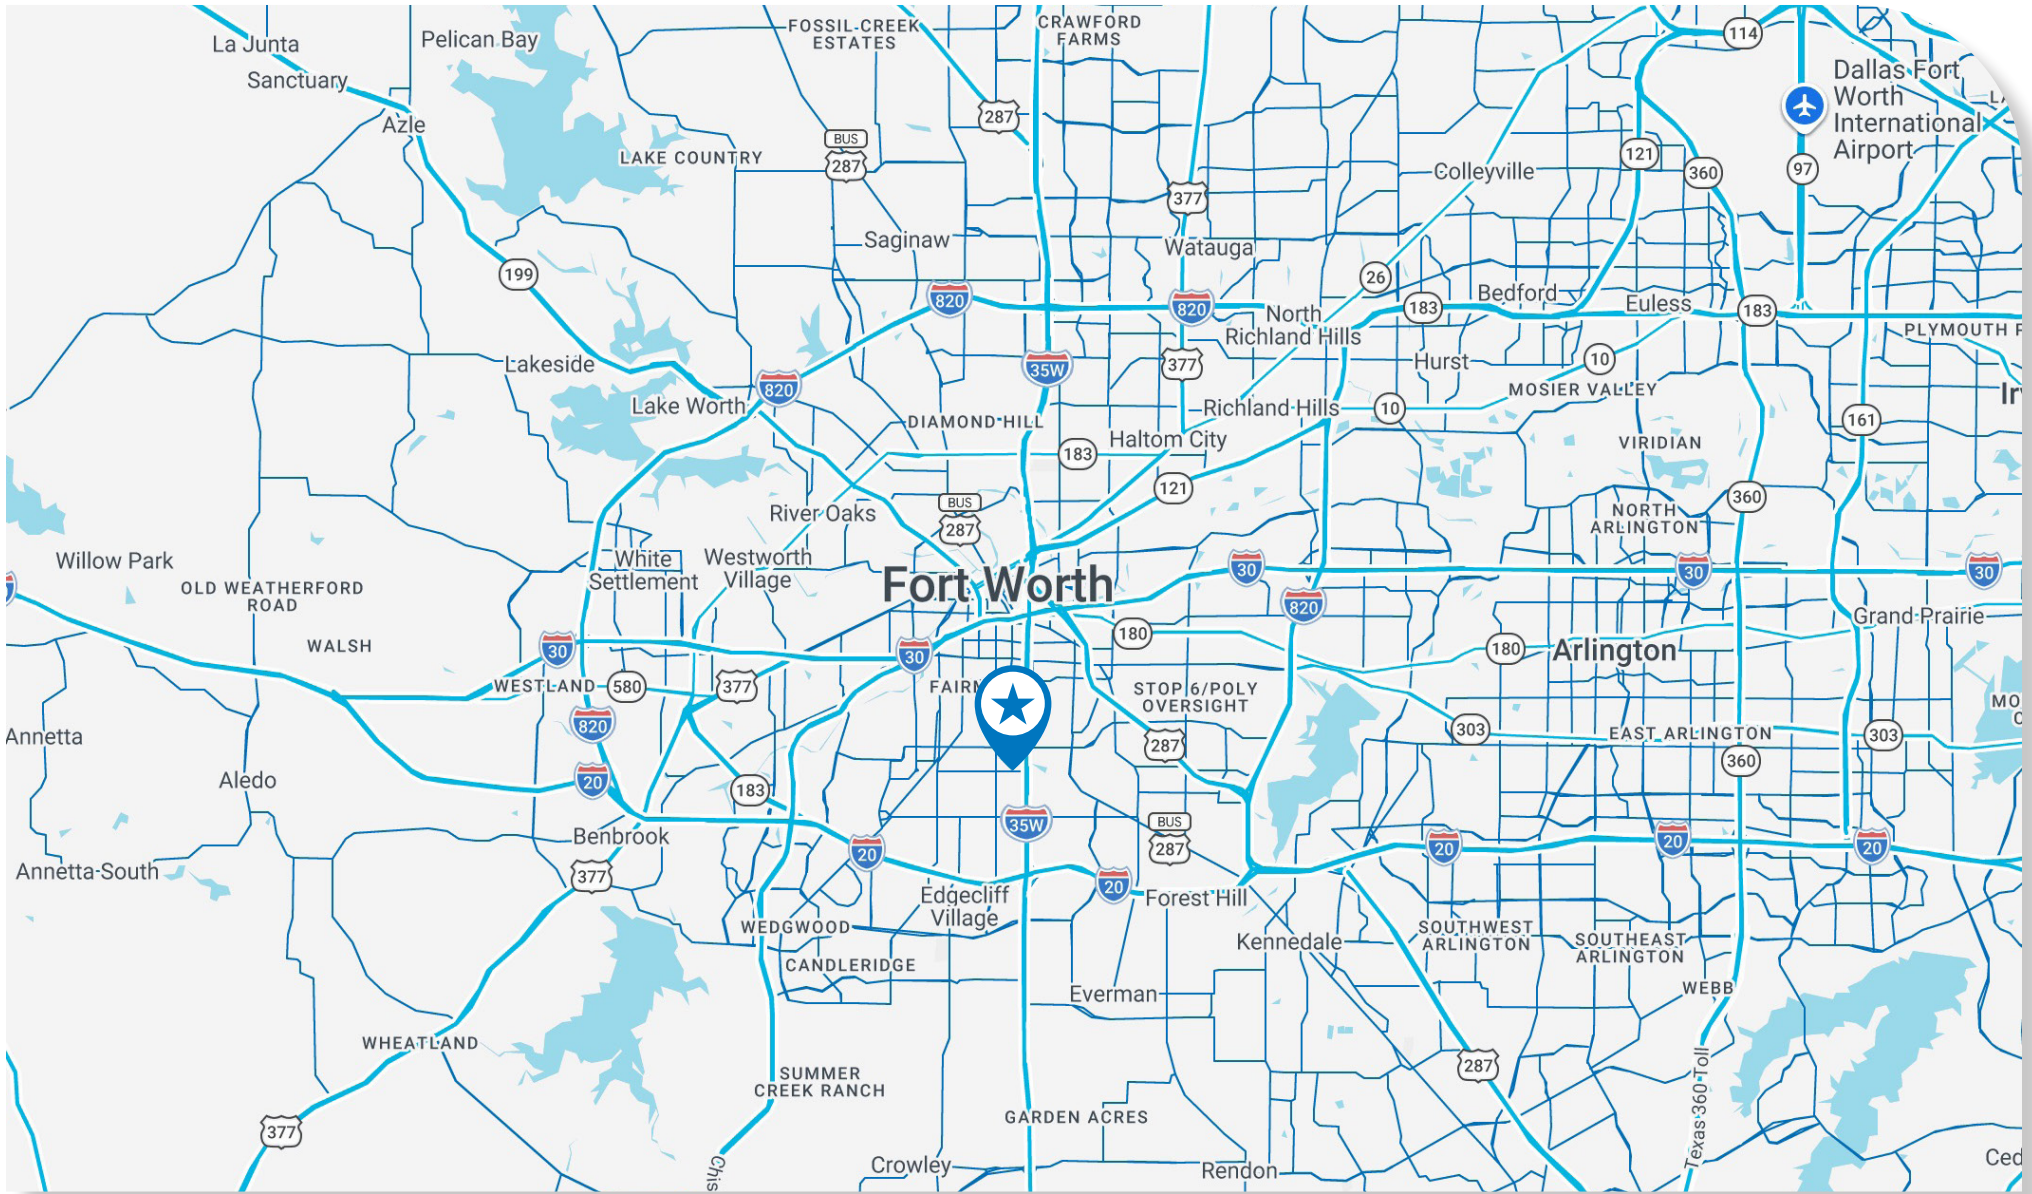 La Junta
Pelican Bay
FOSSIL-CREEK
ESTATES
CRAWFORD
FARMS
114
Sanctuary
Dallas Fort
Worth
International
Airport
Azle
287
BUS
287
LAKE COUNTRY
121
360
97
Colleyville
377
Saginaw
Watauga
199
26
820
820
183
Bedford
Euless
183
North
Richland Hills
PLYMOUTH
Lakeside
820
35W
377
Hurst
10
MOSIER VALLEY
Lake Worth
Richland Hills
10
DIAMOND HILL
Haltom City
161
VIRIDIAN
183
121
360
BUS
287
River Oaks
NORTH
ARLINGTON
Willow Park
White
Settlement
Westworth
Village
Fort Worth
30
30
30
OLD WEATHERFORD
ROAD
820
Grand Prairie
WALSH
30
30
180
180
Arlington
WESTLAND
580
377
STOP 6/POLY
OVERSIGHT
820
303
303
EAST ARLINGTON
Annetta
287
360
Aledo
20
183
Benbrook
35W
BUS
287
20
20
20
20
Annetta South
377
20
Edgecliff
Village
Forest Hill
WEDGWOOD
Kennedale
SOUTHWEST
ARLINGTON
SOUTHEAST
ARLINGTON
CANDLERIDGE
Everman
WEBB
WHEATLAND
287
SUMMER
CREEK RANCH
Texas 360 Toll
GARDEN ACRES
377
Crowley
Rendon